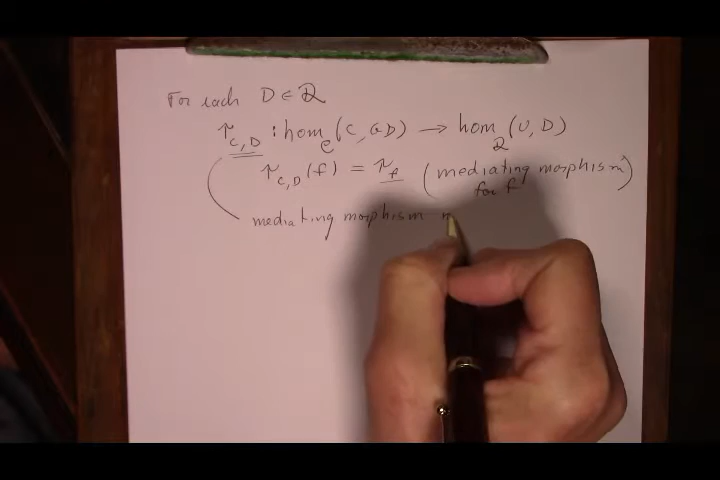 For each D ∈ 𝒟
τ_{C,D} : hom_𝒞(C, GD) → hom_𝒟(U, D)
τ_{C,D}(f) = τ_f (mediating morphism for f)
mediating morphism